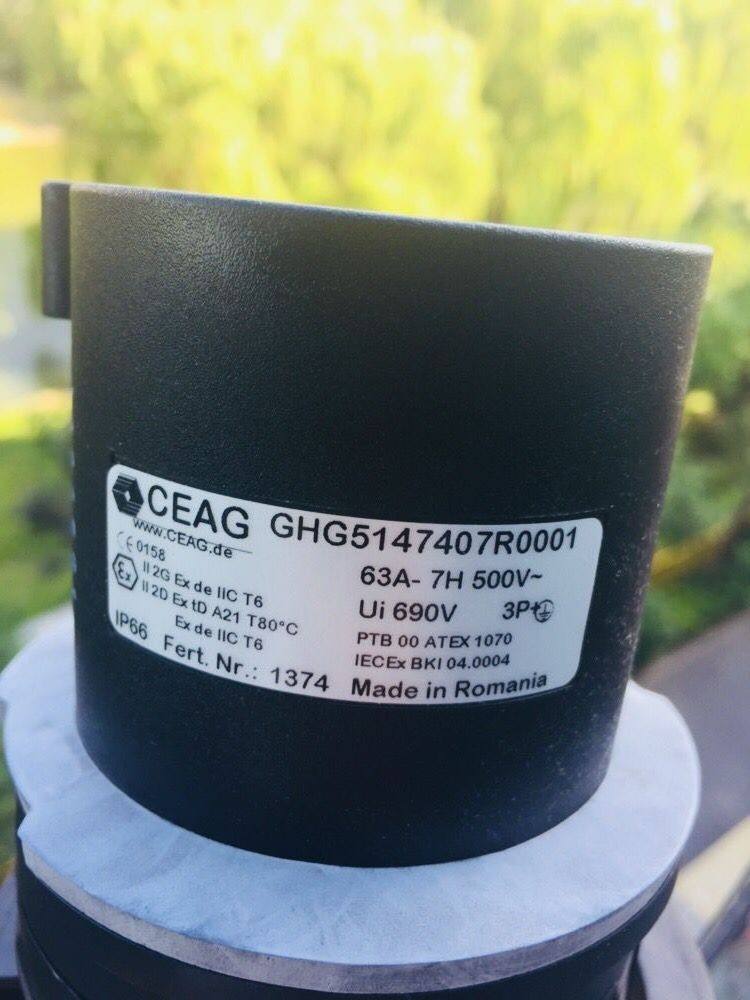 CEAG GHG5147407R0001
www.CEAG.de
CE 0158
63A- 7H 500V~
Ex II 2G Ex de IIC T6
II 2D Ex tD A21 T80°C
Ui 690V 3P+⏚
Ex de IIC T6
PTB 00 ATEX 1070
IECEx BKI 04.0004
IP66 Fert. Nr.: 1374 Made in Romania